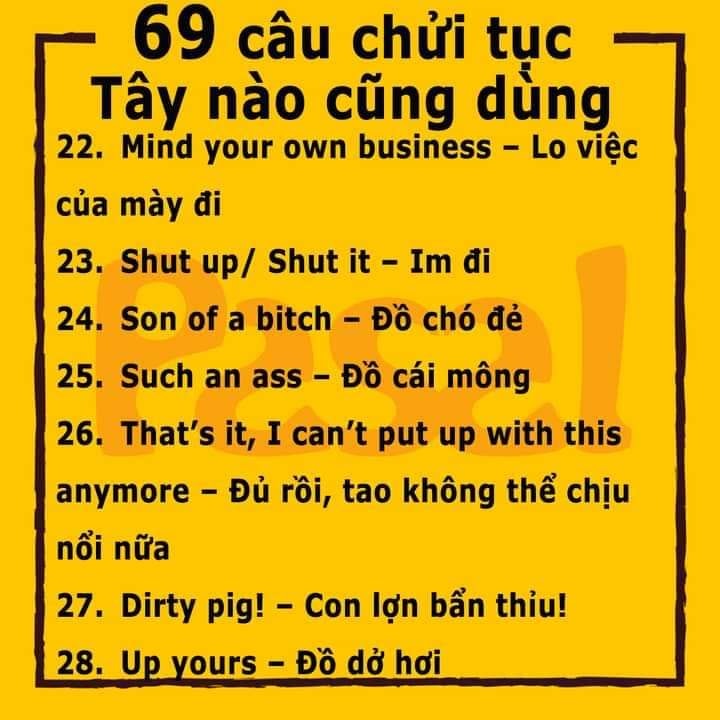 69 câu chửi tục
Tây nào cũng dùng
22. Mind your own business – Lo việc
của mày đi
23. Shut up/ Shut it – Im đi
24. Son of a bitch – Đồ chó đẻ
25. Such an ass – Đồ cái mông
26. That’s it, I can’t put up with this
anymore – Đủ rồi, tao không thể chịu
nổi nữa
27. Dirty pig! – Con lợn bẩn thỉu!
28. Up yours – Đồ dở hơi
Pasal